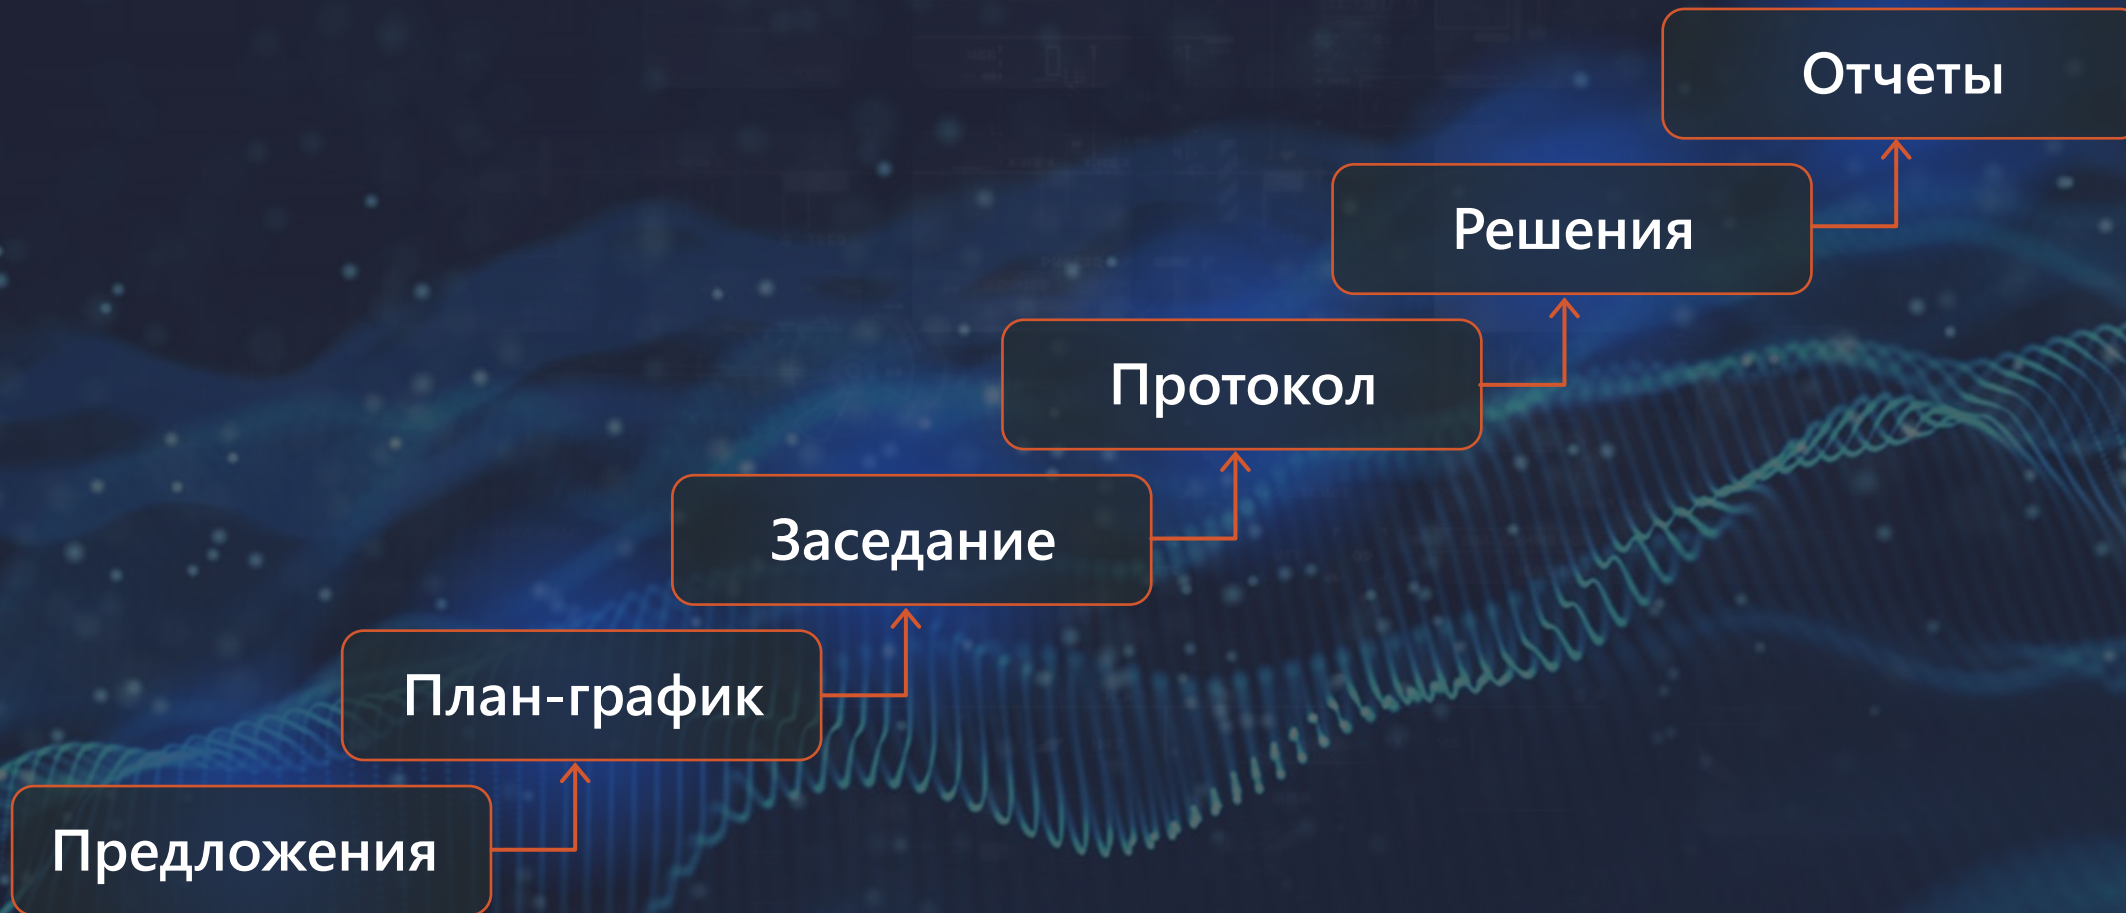 Отчеты
Решения
Протокол
Заседание
План-график
Предложения